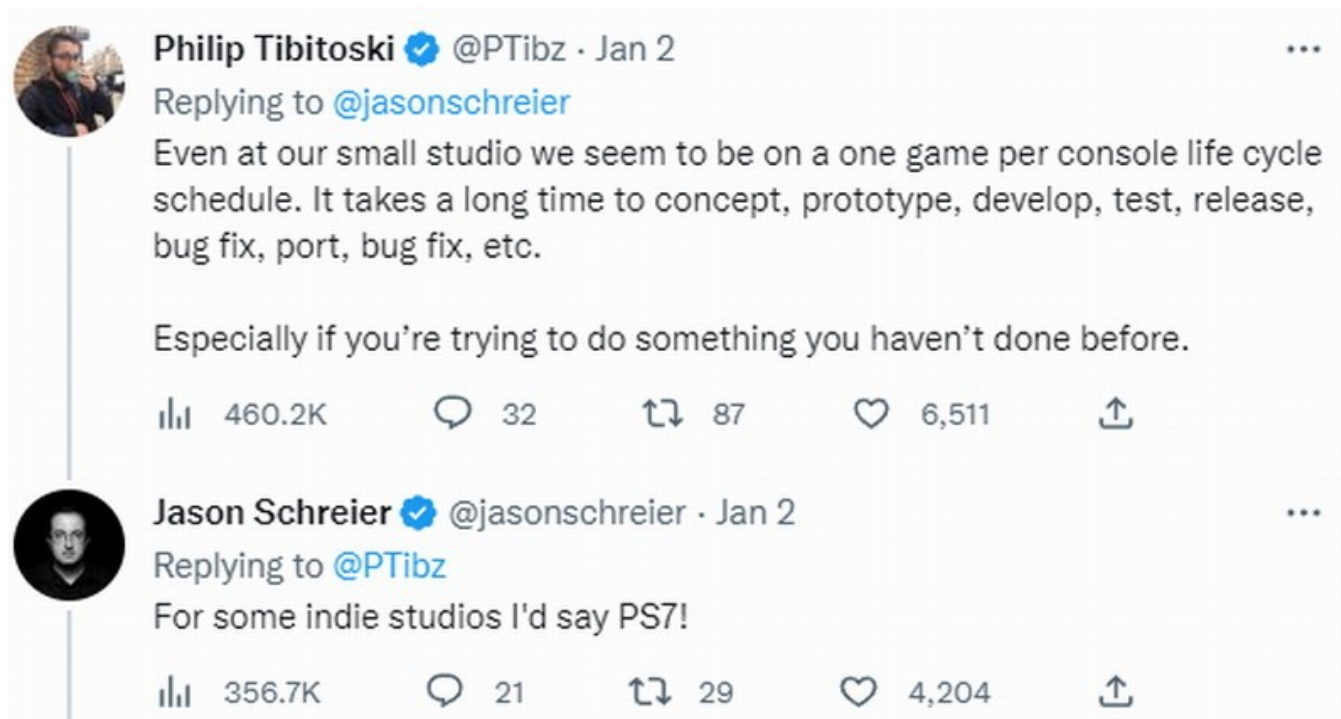 Philip Tibitoski @PTibz · Jan 2
Replying to @jasonschreier
Even at our small studio we seem to be on a one game per console life cycle
schedule. It takes a long time to concept, prototype, develop, test, release,
bug fix, port, bug fix, etc.
Especially if you’re trying to do something you haven’t done before.
460.2K 32 87 6,511
Jason Schreier @jasonschreier · Jan 2
Replying to @PTibz
For some indie studios I'd say PS7!
356.7K 21 29 4,204